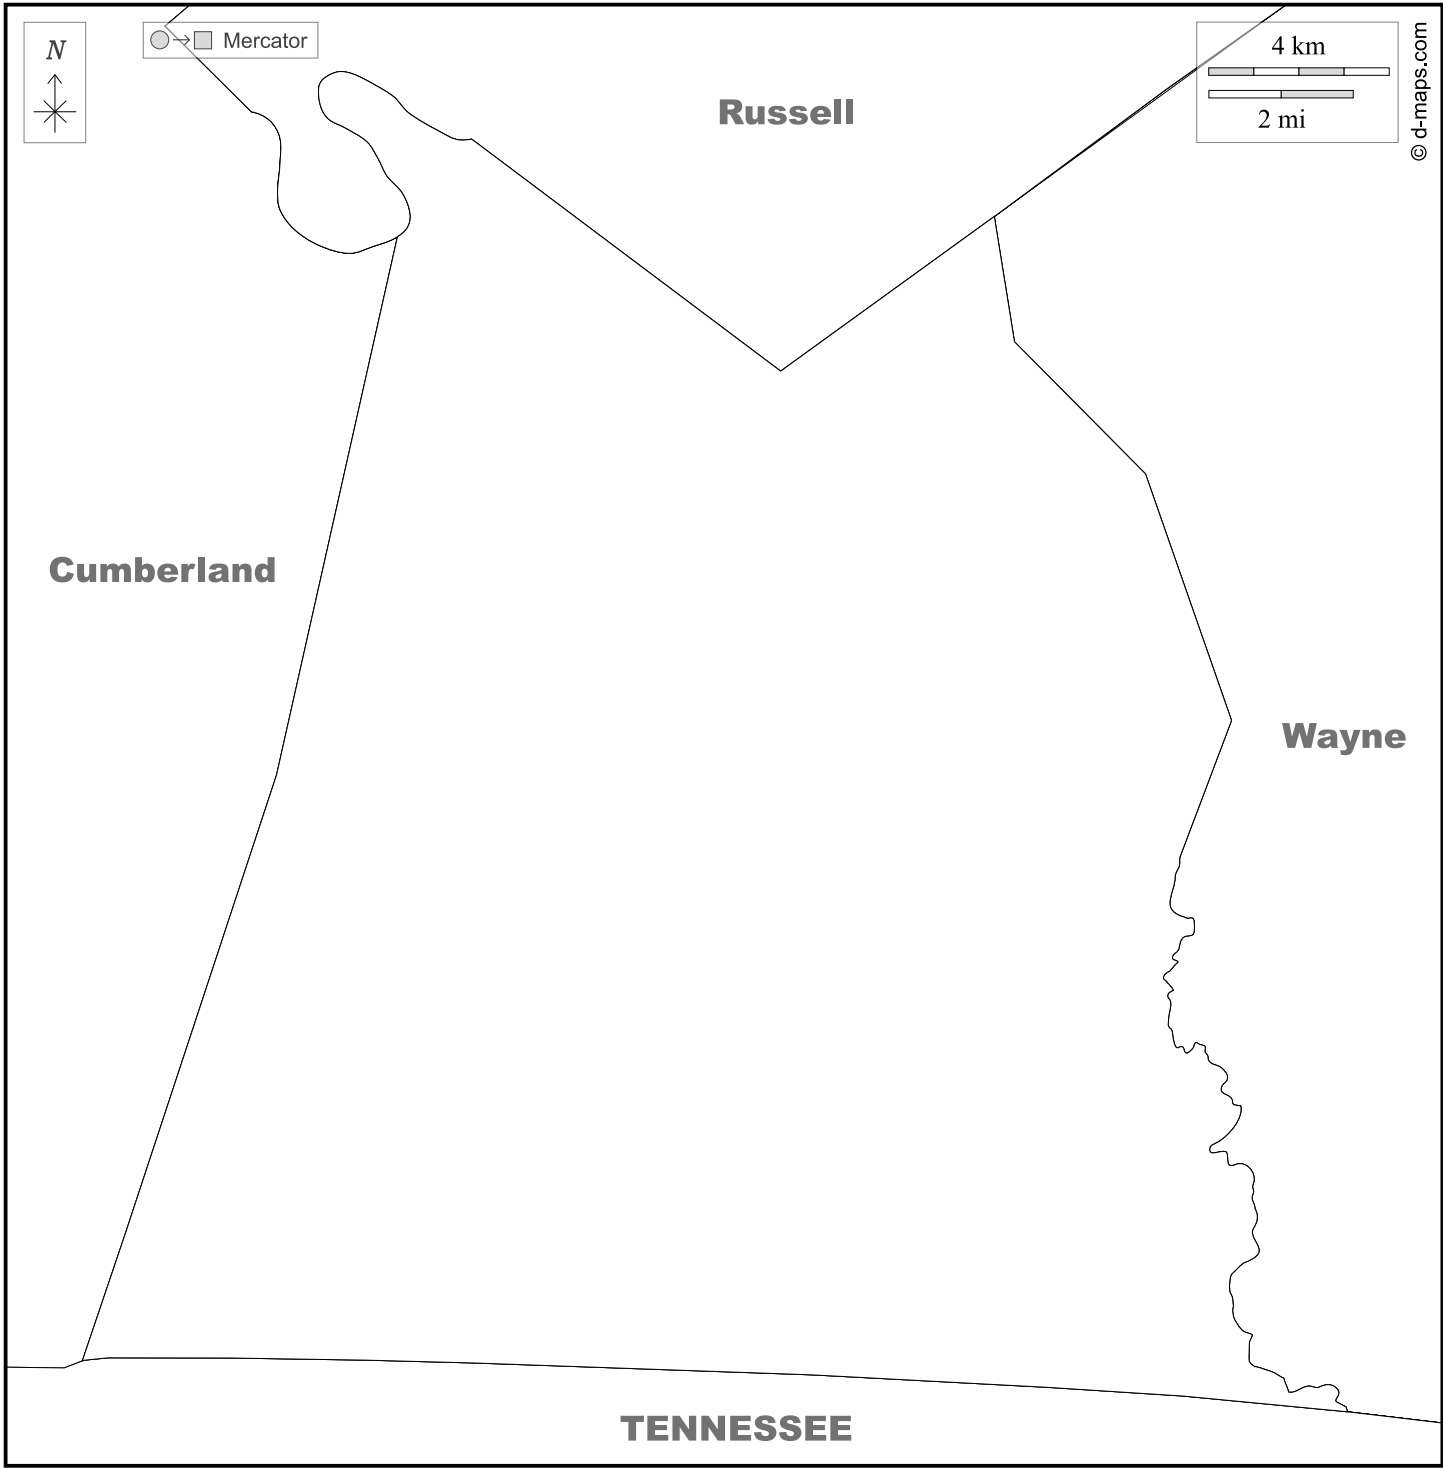 N
Mercator
4 km
2 mi
© d-maps.com
Russell
Cumberland
Wayne
TENNESSEE